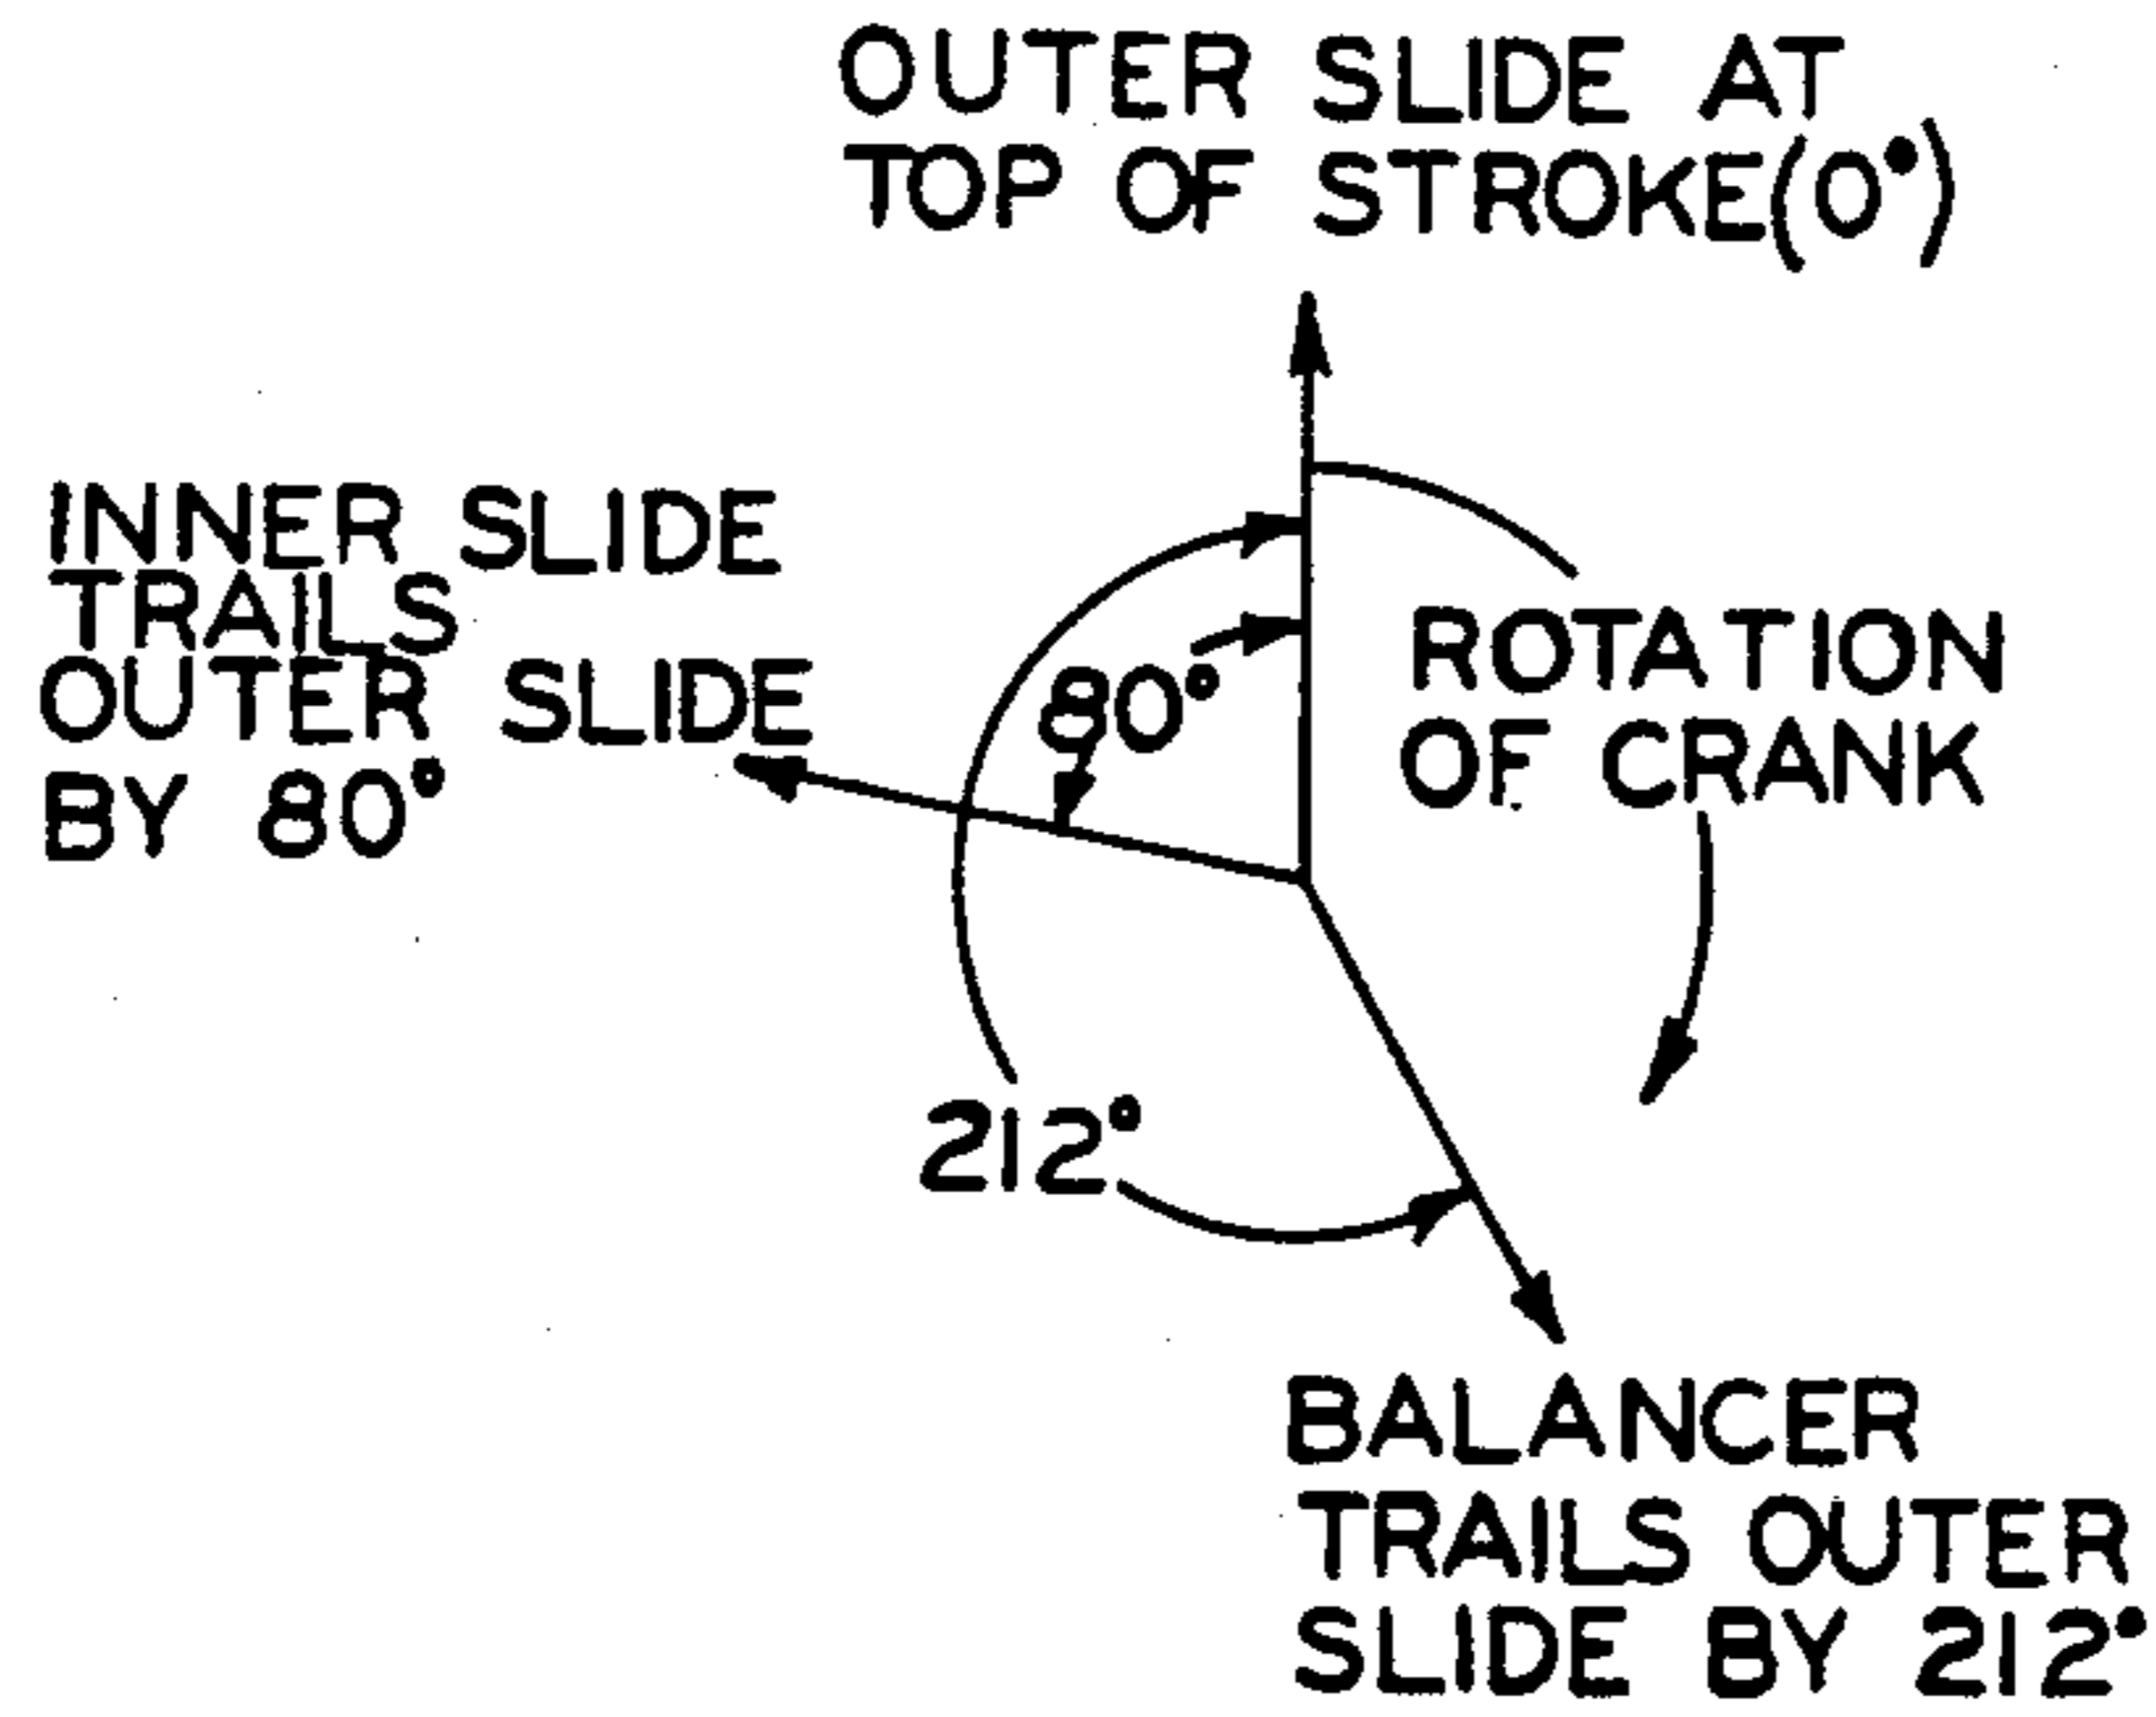 OUTER SLIDE AT
TOP OF STROKE(0°)
INNER SLIDE
TRAILS
OUTER SLIDE
BY 80°
80°
ROTATION
OF CRANK
212°
BALANCER
TRAILS OUTER
SLIDE BY 212°